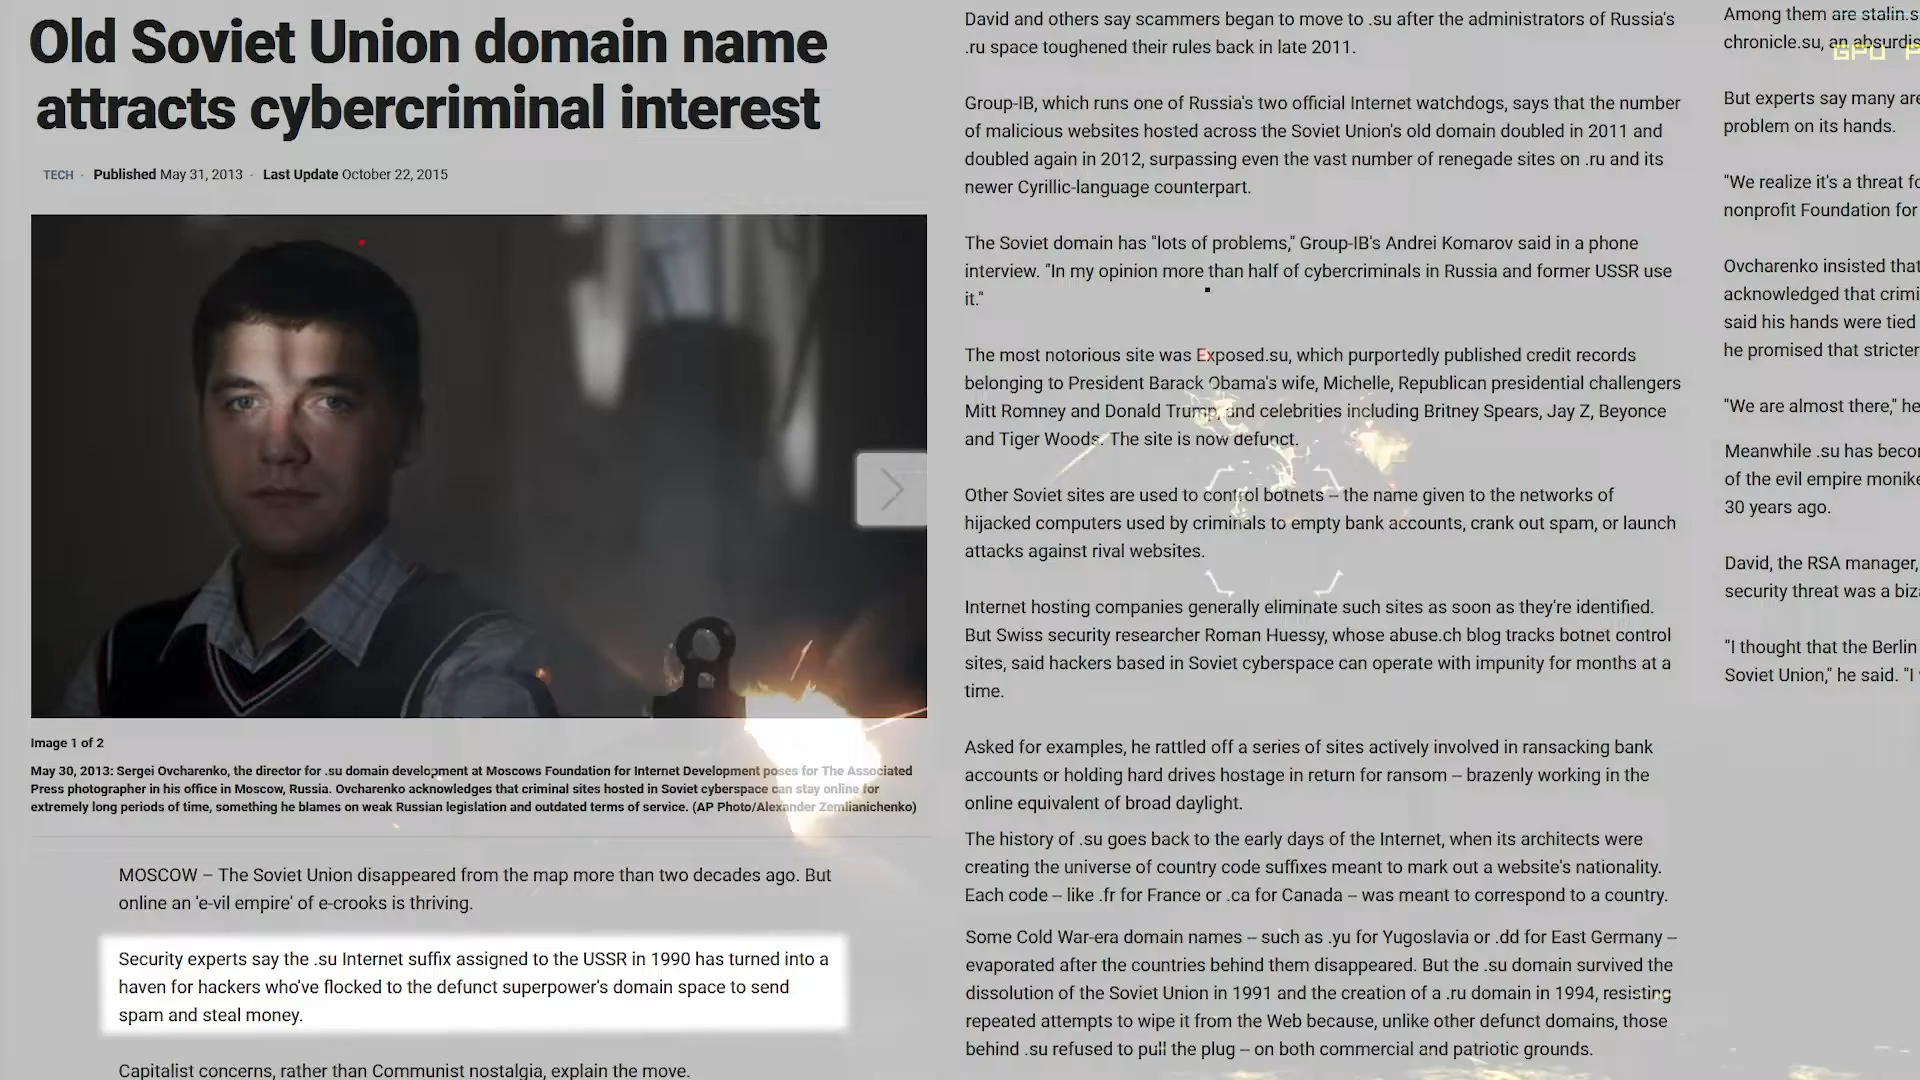 Old Soviet Union domain name
attracts cybercriminal interest
TECH · Published May 31, 2013 · Last Update October 22, 2015
Image 1 of 2
May 30, 2013: Sergei Ovcharenko, the director for .su domain development at Moscows Foundation for Internet Development poses for The Associated
Press photographer in his office in Moscow, Russia. Ovcharenko acknowledges that criminal sites hosted in Soviet cyberspace can stay online for
extremely long periods of time, something he blames on weak Russian legislation and outdated terms of service. (AP Photo/Alexander Zemlianichenko)
MOSCOW – The Soviet Union disappeared from the map more than two decades ago. But
online an 'e-vil empire' of e-crooks is thriving.
Security experts say the .su Internet suffix assigned to the USSR in 1990 has turned into a
haven for hackers who've flocked to the defunct superpower's domain space to send
spam and steal money.
Capitalist concerns, rather than Communist nostalgia, explain the move.
David and others say scammers began to move to .su after the administrators of Russia's
.ru space toughened their rules back in late 2011.
Group-IB, which runs one of Russia's two official Internet watchdogs, says that the number
of malicious websites hosted across the Soviet Union's old domain doubled in 2011 and
doubled again in 2012, surpassing even the vast number of renegade sites on .ru and its
newer Cyrillic-language counterpart.
The Soviet domain has "lots of problems," Group-IB's Andrei Komarov said in a phone
interview. "In my opinion more than half of cybercriminals in Russia and former USSR use
it."
The most notorious site was Exposed.su, which purportedly published credit records
belonging to President Barack Obama's wife, Michelle, Republican presidential challengers
Mitt Romney and Donald Trump, and celebrities including Britney Spears, Jay Z, Beyonce
and Tiger Woods. The site is now defunct.
Other Soviet sites are used to control botnets – the name given to the networks of
hijacked computers used by criminals to empty bank accounts, crank out spam, or launch
attacks against rival websites.
Internet hosting companies generally eliminate such sites as soon as they're identified.
But Swiss security researcher Roman Huessy, whose abuse.ch blog tracks botnet control
sites, said hackers based in Soviet cyberspace can operate with impunity for months at a
time.
Asked for examples, he rattled off a series of sites actively involved in ransacking bank
accounts or holding hard drives hostage in return for ransom – brazenly working in the
online equivalent of broad daylight.
The history of .su goes back to the early days of the Internet, when its architects were
creating the universe of country code suffixes meant to mark out a website's nationality.
Each code – like .fr for France or .ca for Canada – was meant to correspond to a country.
Some Cold War-era domain names – such as .yu for Yugoslavia or .dd for East Germany –
evaporated after the countries behind them disappeared. But the .su domain survived the
dissolution of the Soviet Union in 1991 and the creation of a .ru domain in 1994, resisting
repeated attempts to wipe it from the Web because, unlike other defunct domains, those
behind .su refused to pull the plug – on both commercial and patriotic grounds.
Among them are stalin.s
chronicle.su, an absurdis
GPU
But experts say many are
problem on its hands.
"We realize it's a threat fo
nonprofit Foundation for
Ovcharenko insisted that
acknowledged that crimi
said his hands were tied
he promised that stricter
"We are almost there," he
Meanwhile .su has beco
of the evil empire monike
30 years ago.
David, the RSA manager,
security threat was a biza
"I thought that the Berlin
Soviet Union," he said. "I